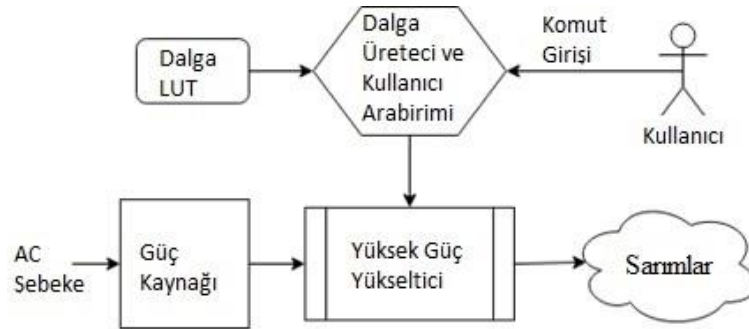 Dalga
LUT
Dalga
Üreteci ve
Kullanıcı
Arabirimi
Komut
Girişi
Kullanıcı
AC
Sebeke
Güç
Kaynağı
Yüksek Güç
Yükseltici
Sarımlar